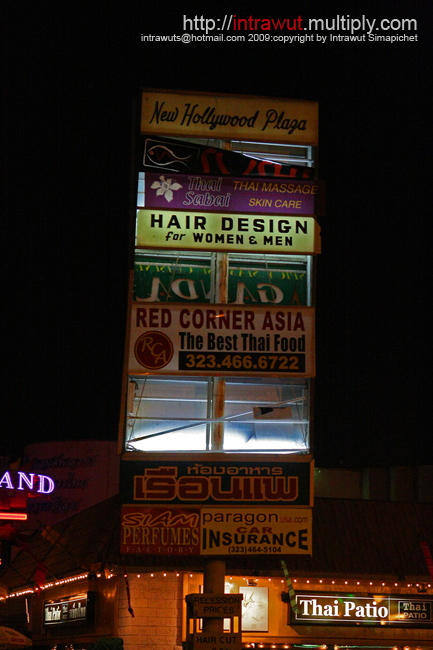 http://intrawut.multiply.com
intrawuts@hotmail.com 2009:copyright by Intrawut Simapichet
New Hollywood Plaza
Thai Sabai
THAI MASSAGE
SKIN CARE
HAIR DESIGN
for WOMEN & MEN
RED CORNER ASIA
RCA
The Best Thai Food
323.466.6722
ห้องอาหาร
เรือนแพ
SIAM
PERFUMES
FACTORY
paragon usa.com
CAR
INSURANCE
(323)464-5104
AND
RECESSION
PRICES
HAIR CUT
Thai Patio
Thai
PATIO